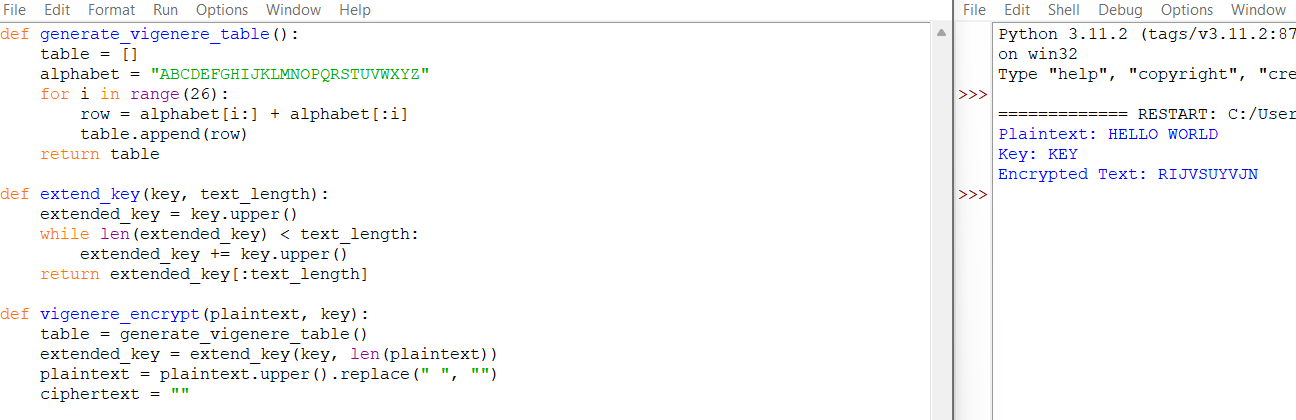 File Edit Format Run Options Window Help
def generate_vigenere_table():
    table = []
    alphabet = "ABCDEFGHIJKLMNOPQRSTUVWXYZ"
    for i in range(26):
        row = alphabet[i:] + alphabet[:i]
        table.append(row)
    return table
def extend_key(key, text_length):
    extended_key = key.upper()
    while len(extended_key) < text_length:
        extended_key += key.upper()
    return extended_key[:text_length]
def vigenere_encrypt(plaintext, key):
    table = generate_vigenere_table()
    extended_key = extend_key(key, len(plaintext))
    plaintext = plaintext.upper().replace(" ", "")
    ciphertext = ""
File Edit Shell Debug Options Window
Python 3.11.2 (tags/v3.11.2:87
on win32
Type "help", "copyright", "cre
>>>
============= RESTART: C:/User
Plaintext: HELLO WORLD
Key: KEY
Encrypted Text: RIJVSUYVJN
>>>